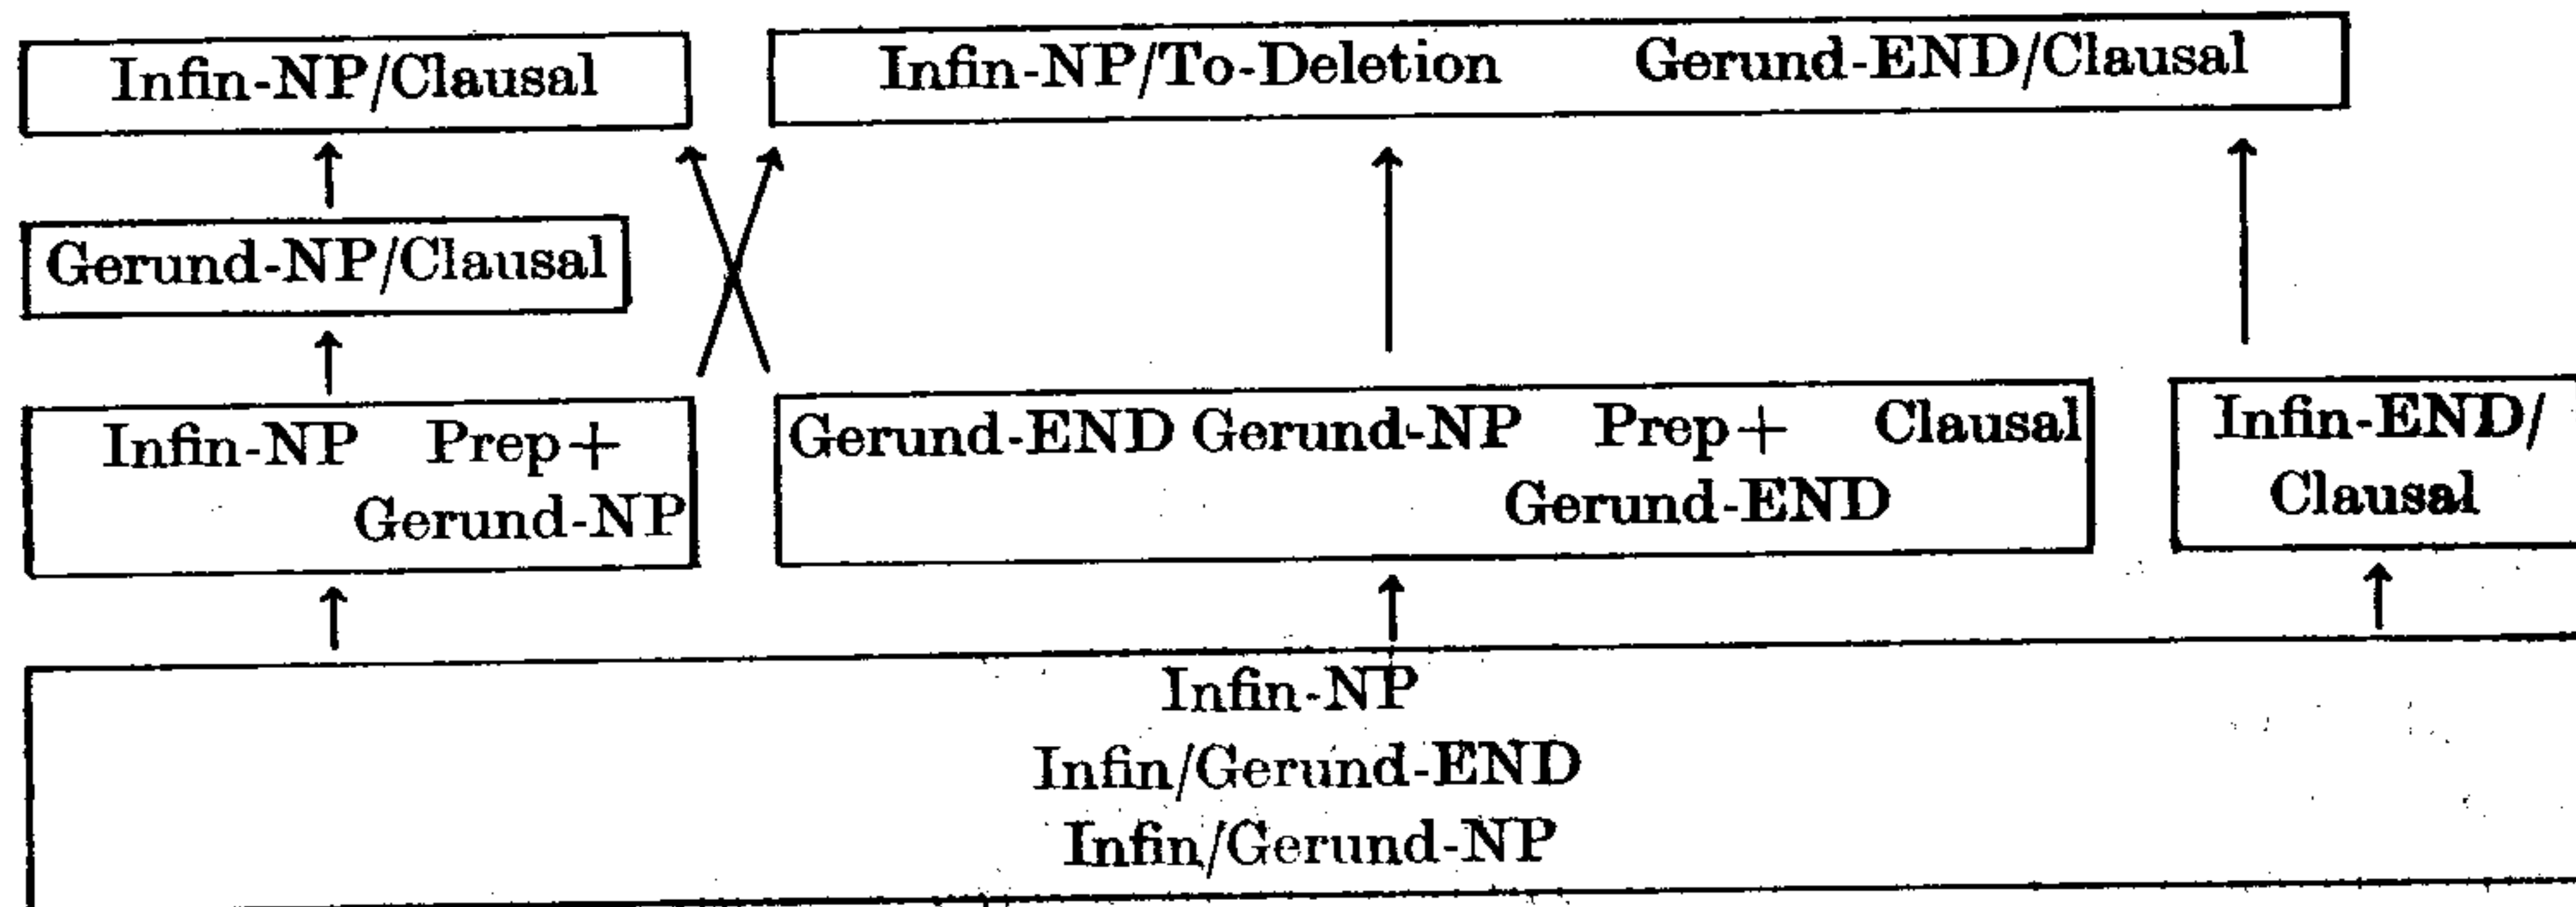 Infin-NP/Clausal
Infin-NP/To-Deletion Gerund-END/Clausal
Gerund-NP/Clausal
Infin-NP Prep+
Gerund-NP
Gerund-END Gerund-NP Prep+ Clausal
Gerund-END
Infin-END/
Clausal
Infin-NP
Infin/Gerund-END
Infin/Gerund-NP